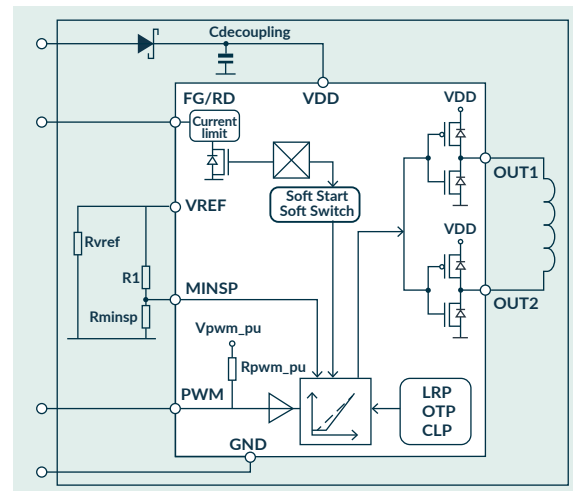 Cdecoupling
FG/RD
VDD
VDD
Current
limit
OUT1
Soft Start
Soft Switch
VREF
Rvref
VDD
R1
MINSP
OUT2
Rminsp
Vpwm_pu
Rpwm_pu
PWM
LRP
OTP
CLP
GND